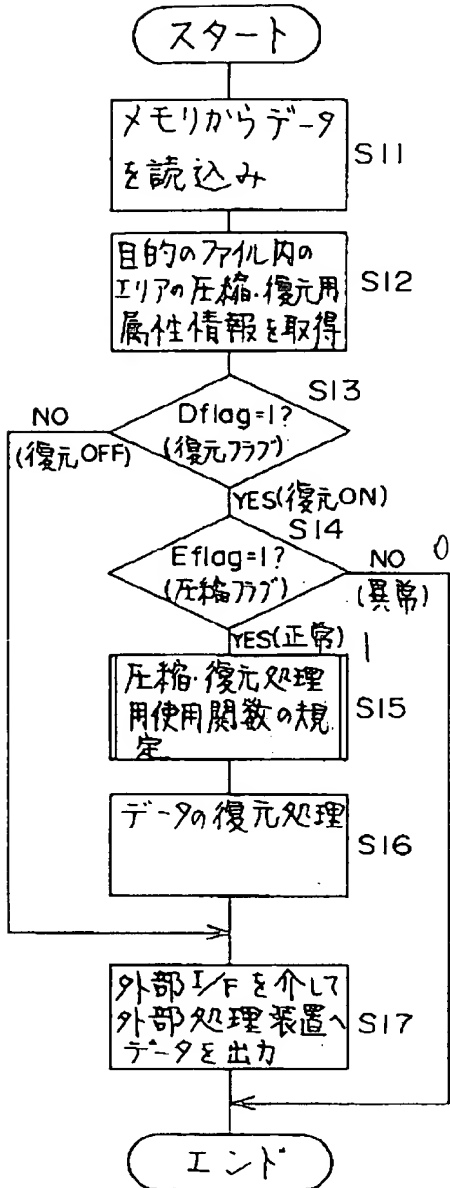 スタート
メモリからデータ
を読込み
S11
目的のファイル内の
エリアの圧縮・復元用
属性情報を取得
S12
S13
Dflag=1?
(復元フラブ)
NO
(復元OFF)
YES(復元ON)
S14
Eflag=1?
(圧縮フラブ)
NO 0
(異常)
YES(正常) 1
圧縮・復元処理
用使用関数の規
定
S15
データの復元処理
S16
外部I/Fを介して
外部処理装置へ
データを出力
S17
エンド